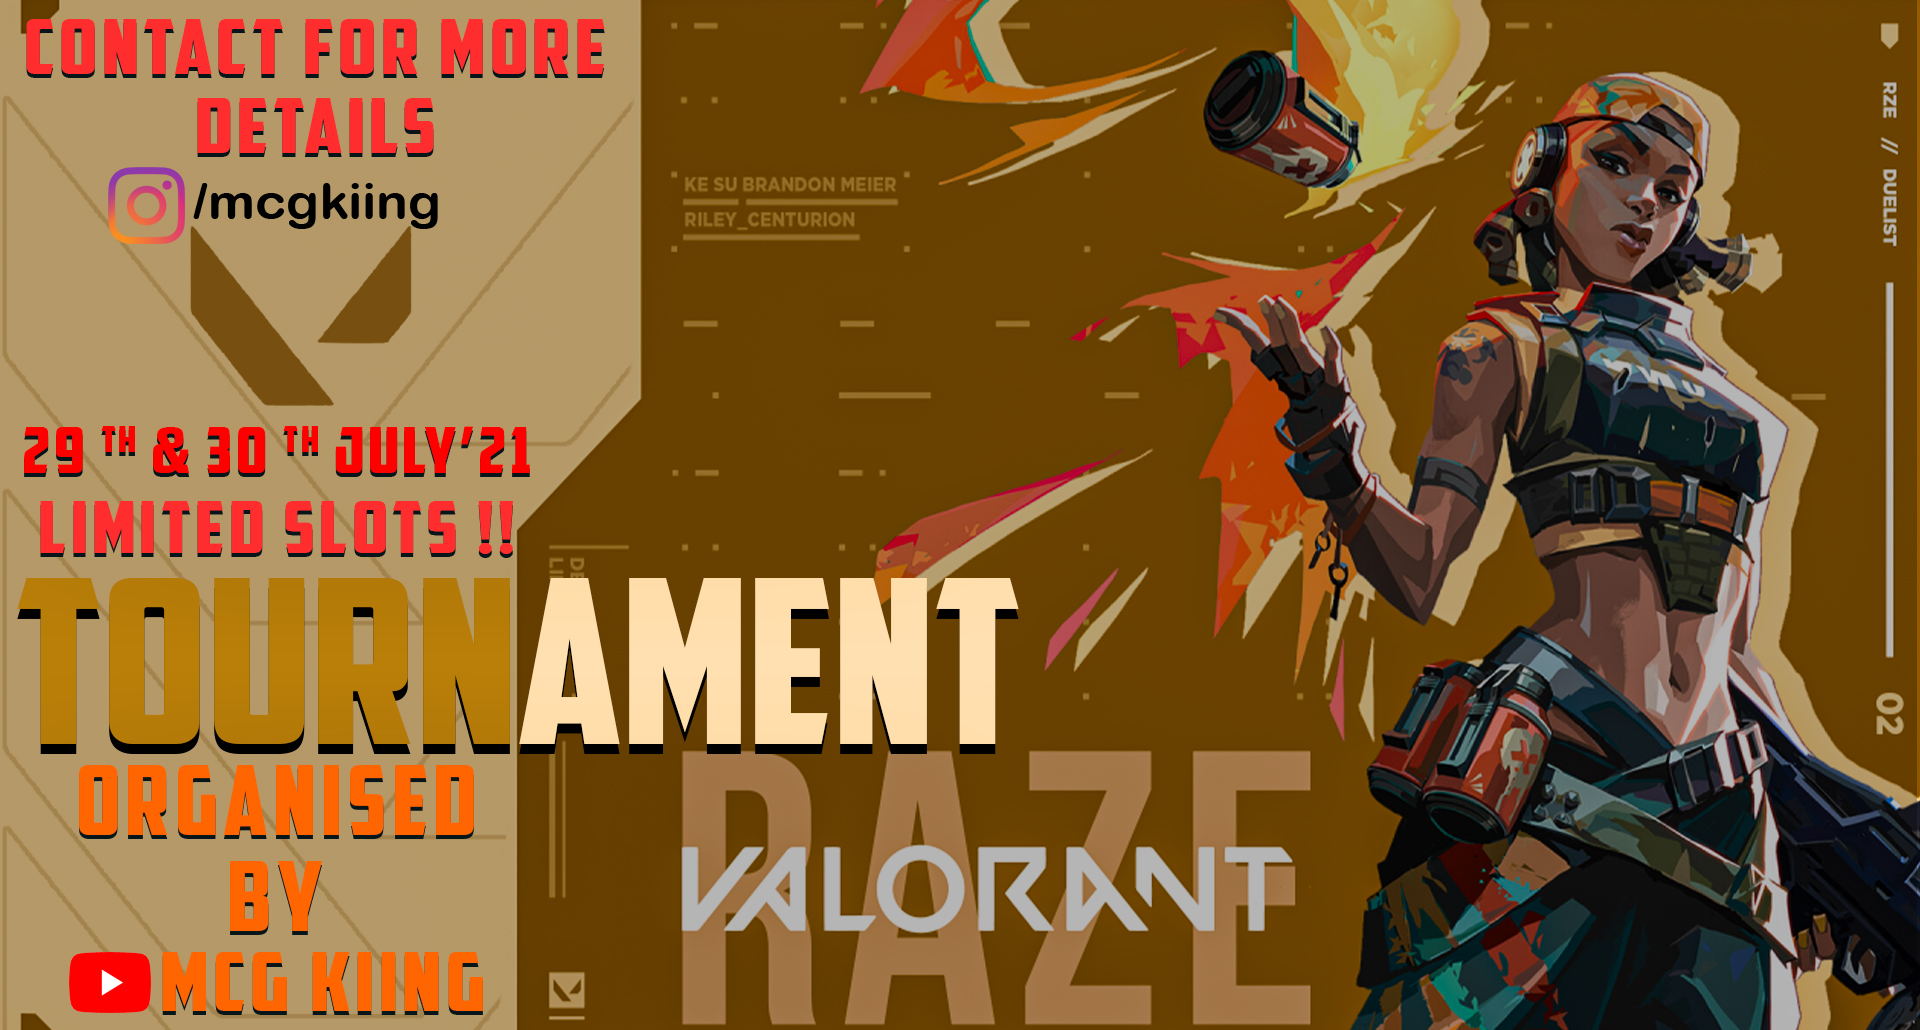 CONTACT FOR MORE
DETAILS
/mcgkiing
29 TH & 30 TH JULY'21
LIMITED SLOTS !!
TOURNAMENT
ORGANISED
BY
MCG KIING
KE SU BRANDON MEIER
RILEY_CENTURION
RAZE
VALORANT
RZE // DUELIST
02